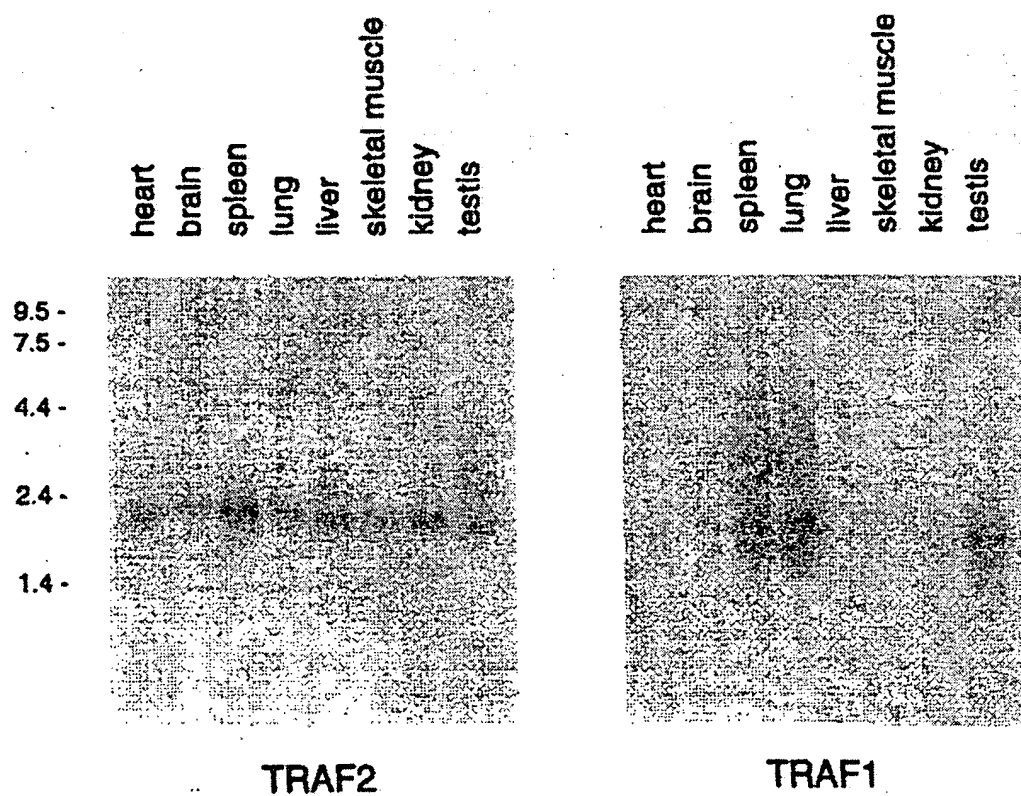 heart
brain
spleen
lung
liver
skeletal muscle
kidney
testis
heart
brain
spleen
lung
liver
skeletal muscle
kidney
testis
9.5 -
7.5 -
4.4 -
2.4 -
1.4 -
TRAF2
TRAF1